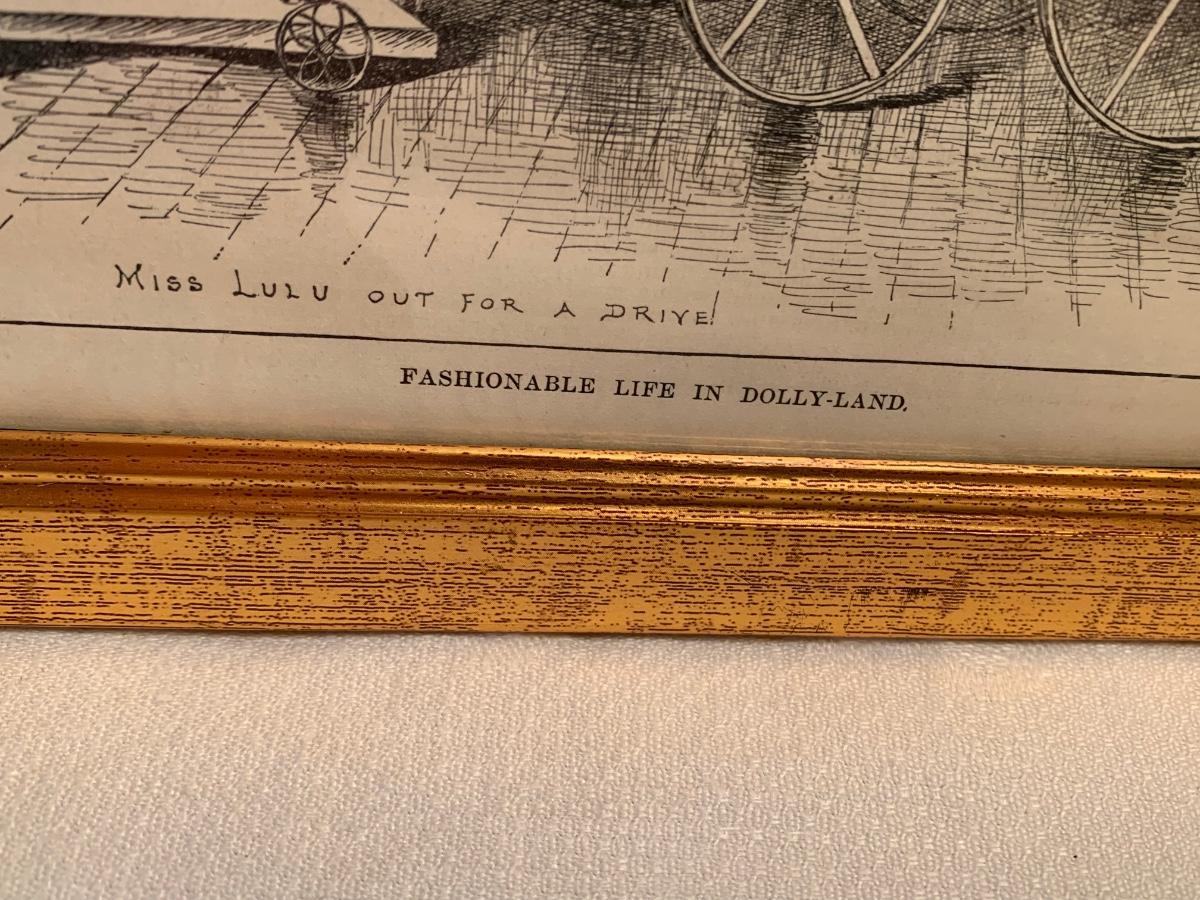 Miss Lulu out for a drive!
FASHIONABLE LIFE IN DOLLY-LAND.